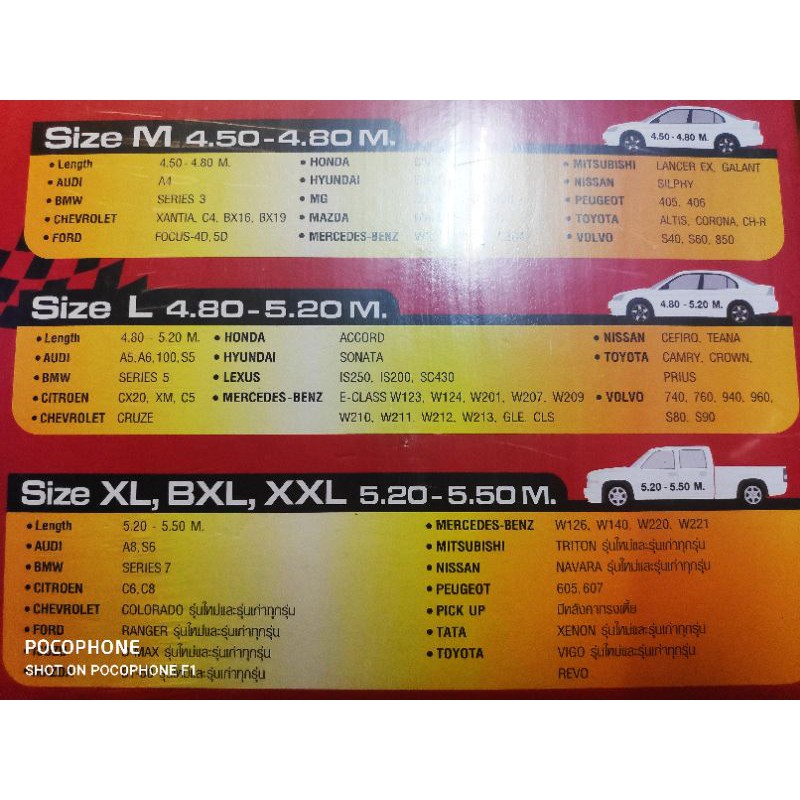 Size M 4.50-4.80 M.
4.50-4.80 M.
• Length 4.50-4.80 M.
• AUDI A4
• BMW SERIES 3
• CHEVROLET XANTIA, C4, BX16, BX19
• FORD FOCUS-4D, 5D
• HONDA
• HYUNDAI
• MG
• MAZDA
• MERCEDES-BENZ
• MITSUBISHI LANCER EX, GALANT
• NISSAN SILPHY
• PEUGEOT 405, 406
• TOYOTA ALTIS, CORONA, CH-R
• VOLVO S40, S60, 850
Size L 4.80-5.20 M.
4.80 - 5.20 M.
• Length 4.80 - 5.20 M.
• AUDI A5,A6,100,S5
• BMW SERIES 5
• CITROEN CX20, XM, C5
• CHEVROLET CRUZE
• HONDA ACCORD
• HYUNDAI SONATA
• LEXUS IS250, IS200, SC430
• MERCEDES-BENZ E-CLASS W123, W124, W201, W207, W209
W210, W211, W212, W213, GLE, CLS
• NISSAN CEFIRO, TEANA
• TOYOTA CAMRY, CROWN,
PRIUS
• VOLVO 740, 760, 940, 960,
S80, S90
Size XL, BXL, XXL 5.20-5.50 M.
5.20-5.50 M.
• Length 5.20 - 5.50 M.
• AUDI A8,S6
• BMW SERIES 7
• CITROEN C6,C8
• CHEVROLET COLORADO รุ่นใหม่และรุ่นเก่าทุกรุ่น
• FORD RANGER รุ่นใหม่และรุ่นเก่าทุกรุ่น
MAX รุ่นใหม่และรุ่นเก่าทุกรุ่น
รุ่นใหม่และรุ่นเก่าทุกรุ่น
• MERCEDES-BENZ W126, W140, W220, W221
• MITSUBISHI TRITON รุ่นใหม่และรุ่นเก่าทุกรุ่น
• NISSAN NAVARA รุ่นใหม่และรุ่นเก่าทุกรุ่น
• PEUGEOT 605,607
• PICK UP มีหลังคาทรงเตี้ย
• TATA XENON รุ่นใหม่และรุ่นเก่าทุกรุ่น
• TOYOTA VIGO รุ่นใหม่และรุ่นเก่าทุกรุ่น
REVO
POCOPHONE
SHOT ON POCOPHONE F1